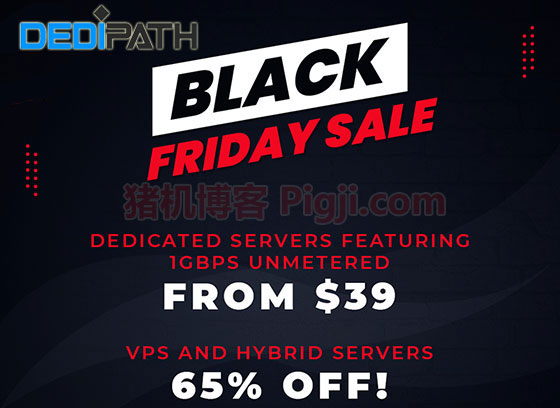 DEDIPATH
BLACK
FRIDAY SALE
猪机博客 Pigji.com
DEDICATED SERVERS FEATURING
1GBPS UNMETERED
FROM $39
VPS AND HYBRID SERVERS
65% OFF!